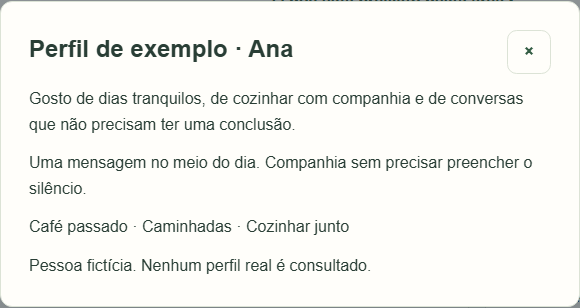 Perfil de exemplo · Ana
×
Gosto de dias tranquilos, de cozinhar com companhia e de conversas
que não precisam ter uma conclusão.
Uma mensagem no meio do dia. Companhia sem precisar preencher o
silêncio.
Café passado · Caminhadas · Cozinhar junto
Pessoa fictícia. Nenhum perfil real é consultado.